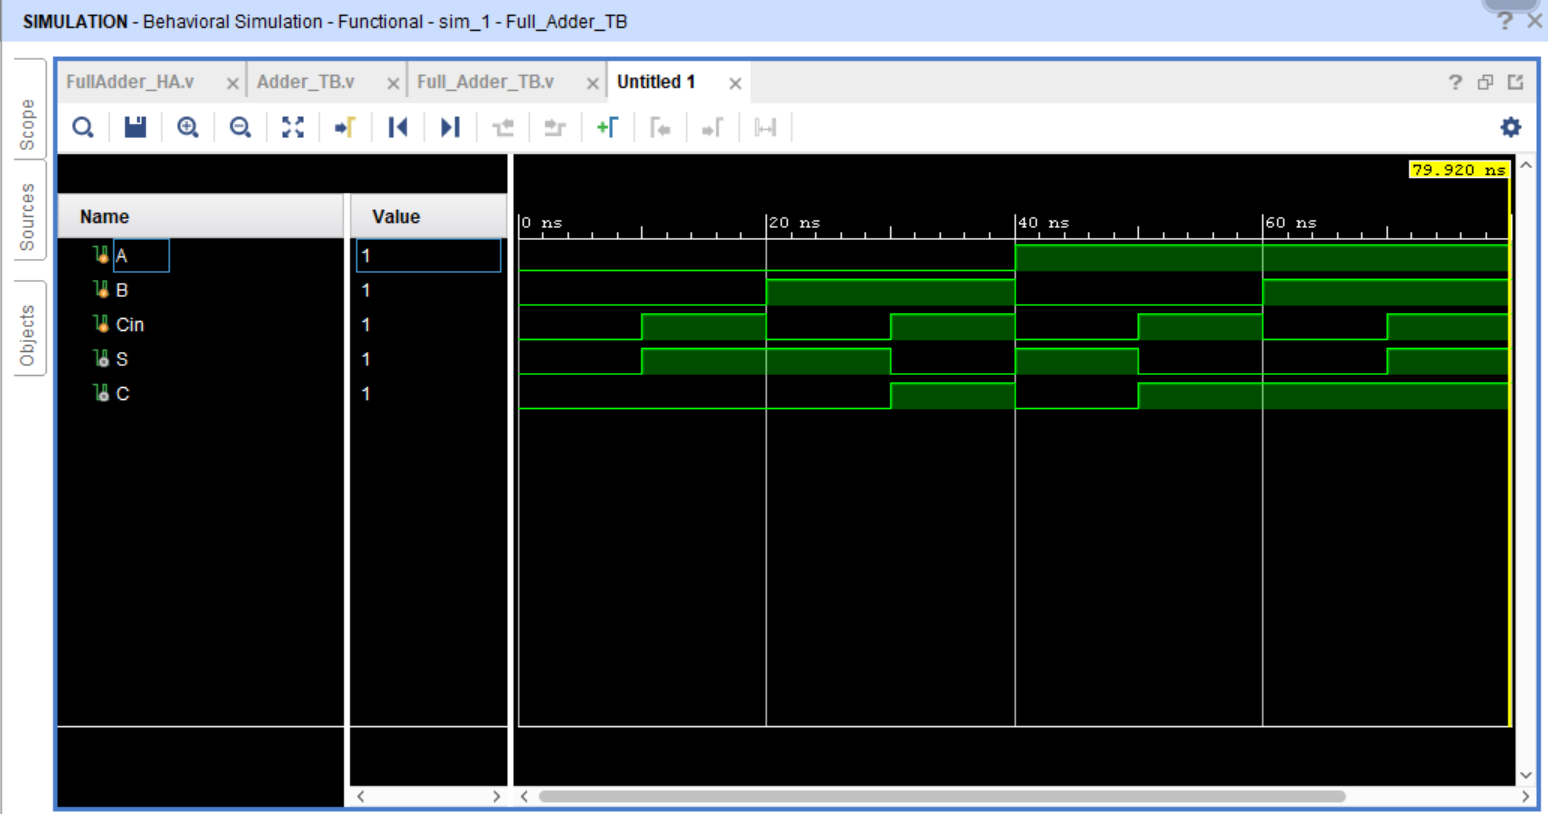 SIMULATION - Behavioral Simulation - Functional - sim_1 - Full_Adder_TB
Scope
Sources
Objects
FullAdder_HA.v
Adder_TB.v
Full_Adder_TB.v
Untitled 1
79.920 ns
Name
Value
0 ns
20 ns
40 ns
60 ns
A
1
B
1
Cin
1
S
1
C
1